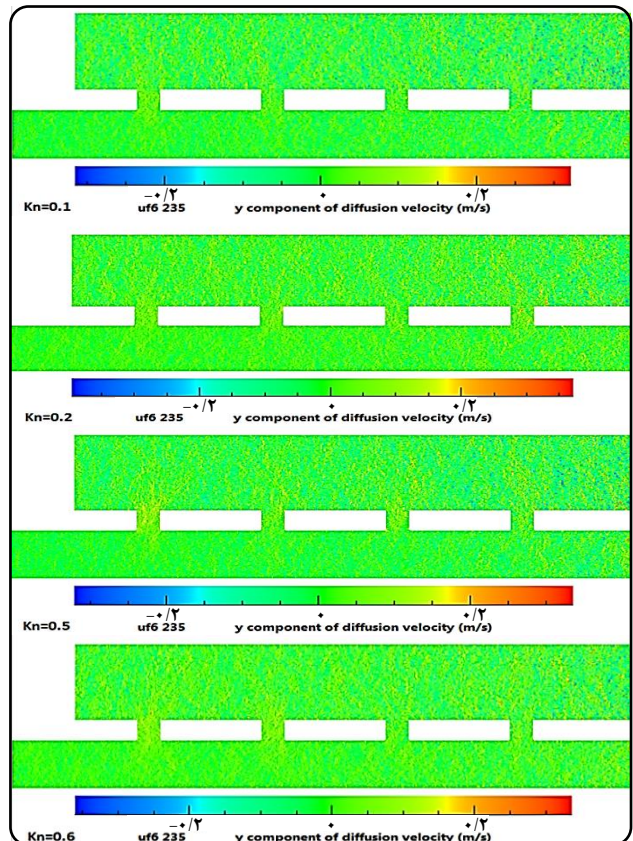 -۰/۲ ۰ ۰/۲
Kn=0.1 uf6 235 y component of diffusion velocity (m/s)
-۰/۲ ۰ ۰/۲
Kn=0.2 uf6 235 y component of diffusion velocity (m/s)
-۰/۲ ۰ ۰/۲
Kn=0.5 uf6 235 y component of diffusion velocity (m/s)
-۰/۲ ۰ ۰/۲
Kn=0.6 uf6 235 y component of diffusion velocity (m/s)